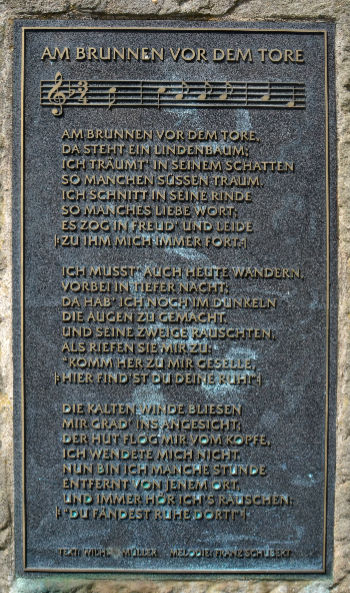 AM BRUNNEN VOR DEM TORE
AM BRUNNEN VOR DEM TORE,
DA STEHT EIN LINDENBAUM;
ICH TRÄUMT' IN SEINEM SCHATTEN
SO MANCHEN SÜSSEN TRAUM.
ICH SCHNITT IN SEINE RINDE
SO MANCHES LIEBE WORT;
ES ZOG IN FREUD' UND LEIDE
|:ZU IHM MICH IMMER FORT.:|
ICH MUSST' AUCH HEUTE WANDERN,
VORBEI IN TIEFER NACHT;
DA HAB' ICH NOCH IM DUNKELN
DIE AUGEN ZU GEMACHT.
UND SEINE ZWEIGE RAUSCHTEN,
ALS RIEFEN SIE MIR ZU:
"KOMM HER ZU MIR GESELLE,
|:HIER FIND'ST DU DEINE RUH!":|
DIE KALTEN WINDE BLIESEN
MIR GRAD' INS ANGESICHT;
DER HUT FLOG MIR VOM KOPFE,
ICH WENDETE MICH NICHT.
NUN BIN ICH MANCHE STUNDE
ENTFERNT VON JENEM ORT,
UND IMMER HÖR ICH'S RAUSCHEN:
|:"DU FÄNDEST RUHE DORT!":|
TEXT: WILHELM MÜLLER MELODIE: FRANZ SCHUBERT